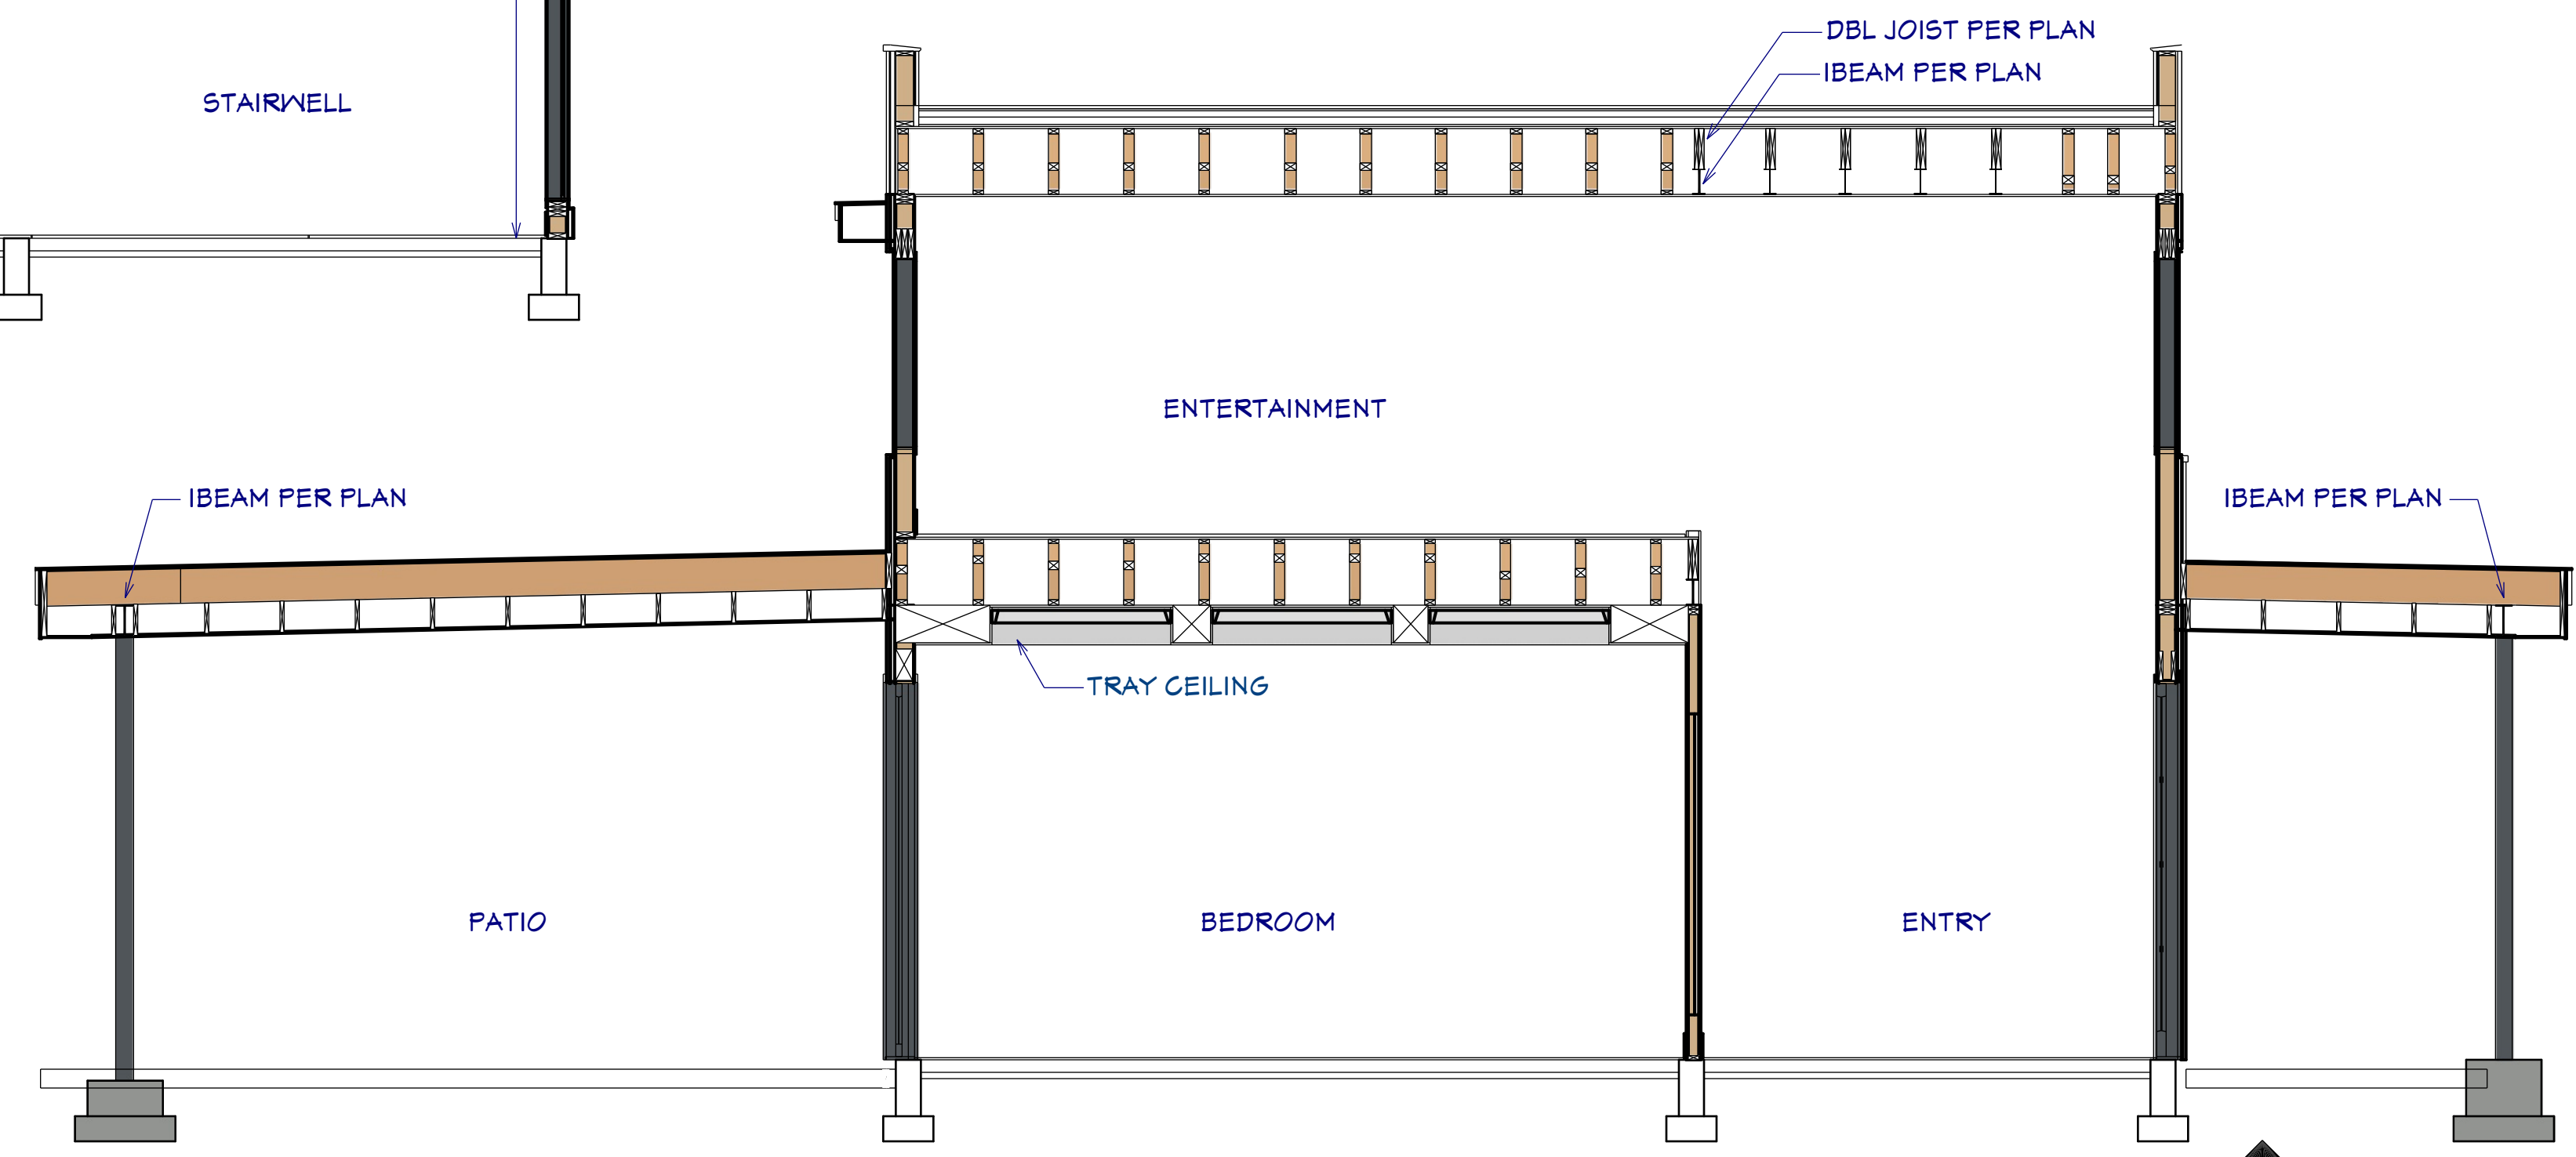 DBL JOIST PER PLAN
IBEAM PER PLAN
STAIRWELL
ENTERTAINMENT
IBEAM PER PLAN
IBEAM PER PLAN
TRAY CEILING
PATIO
BEDROOM
ENTRY